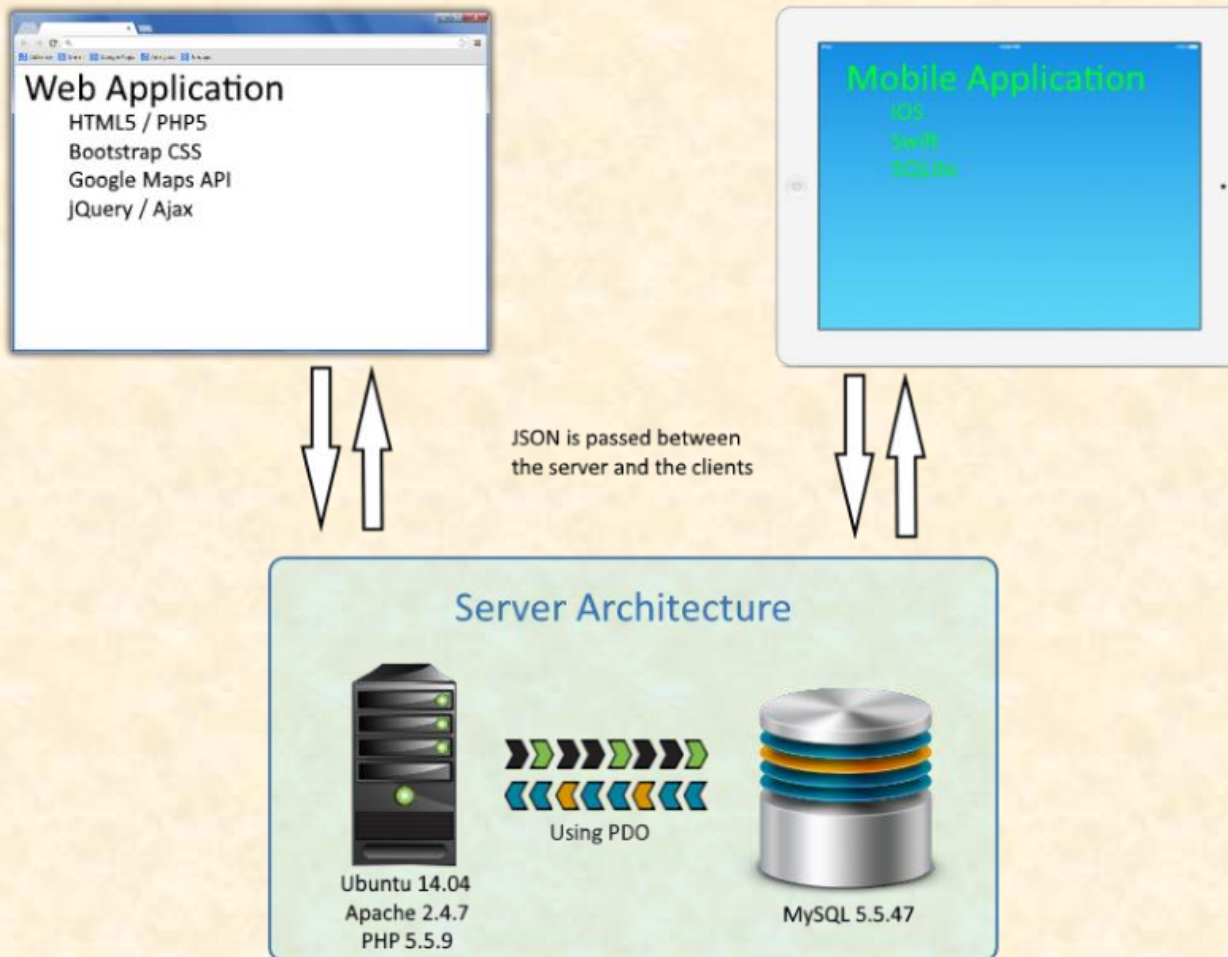 Web Application
HTML5 / PHP5
Bootstrap CSS
Google Maps API
jQuery / Ajax
Mobile Application
iOS
Swift
SQLite
JSON is passed between
the server and the clients
Server Architecture
Using PDO
Ubuntu 14.04
Apache 2.4.7
PHP 5.5.9
MySQL 5.5.47